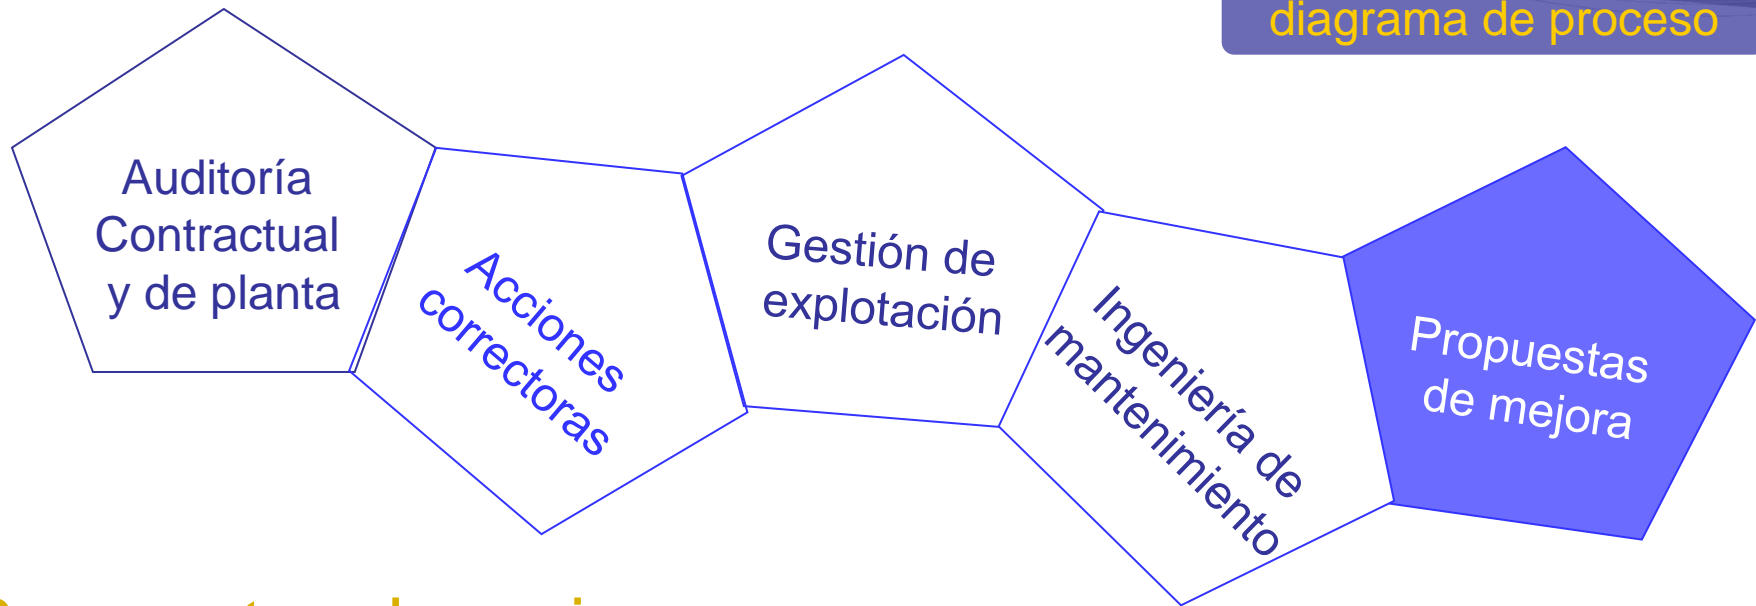 diagrama de proceso
Auditoría
Contractual
y de planta
Acciones
correctoras
Gestión de
explotación
Ingeniería de
mantenimiento
Propuestas
de mejora